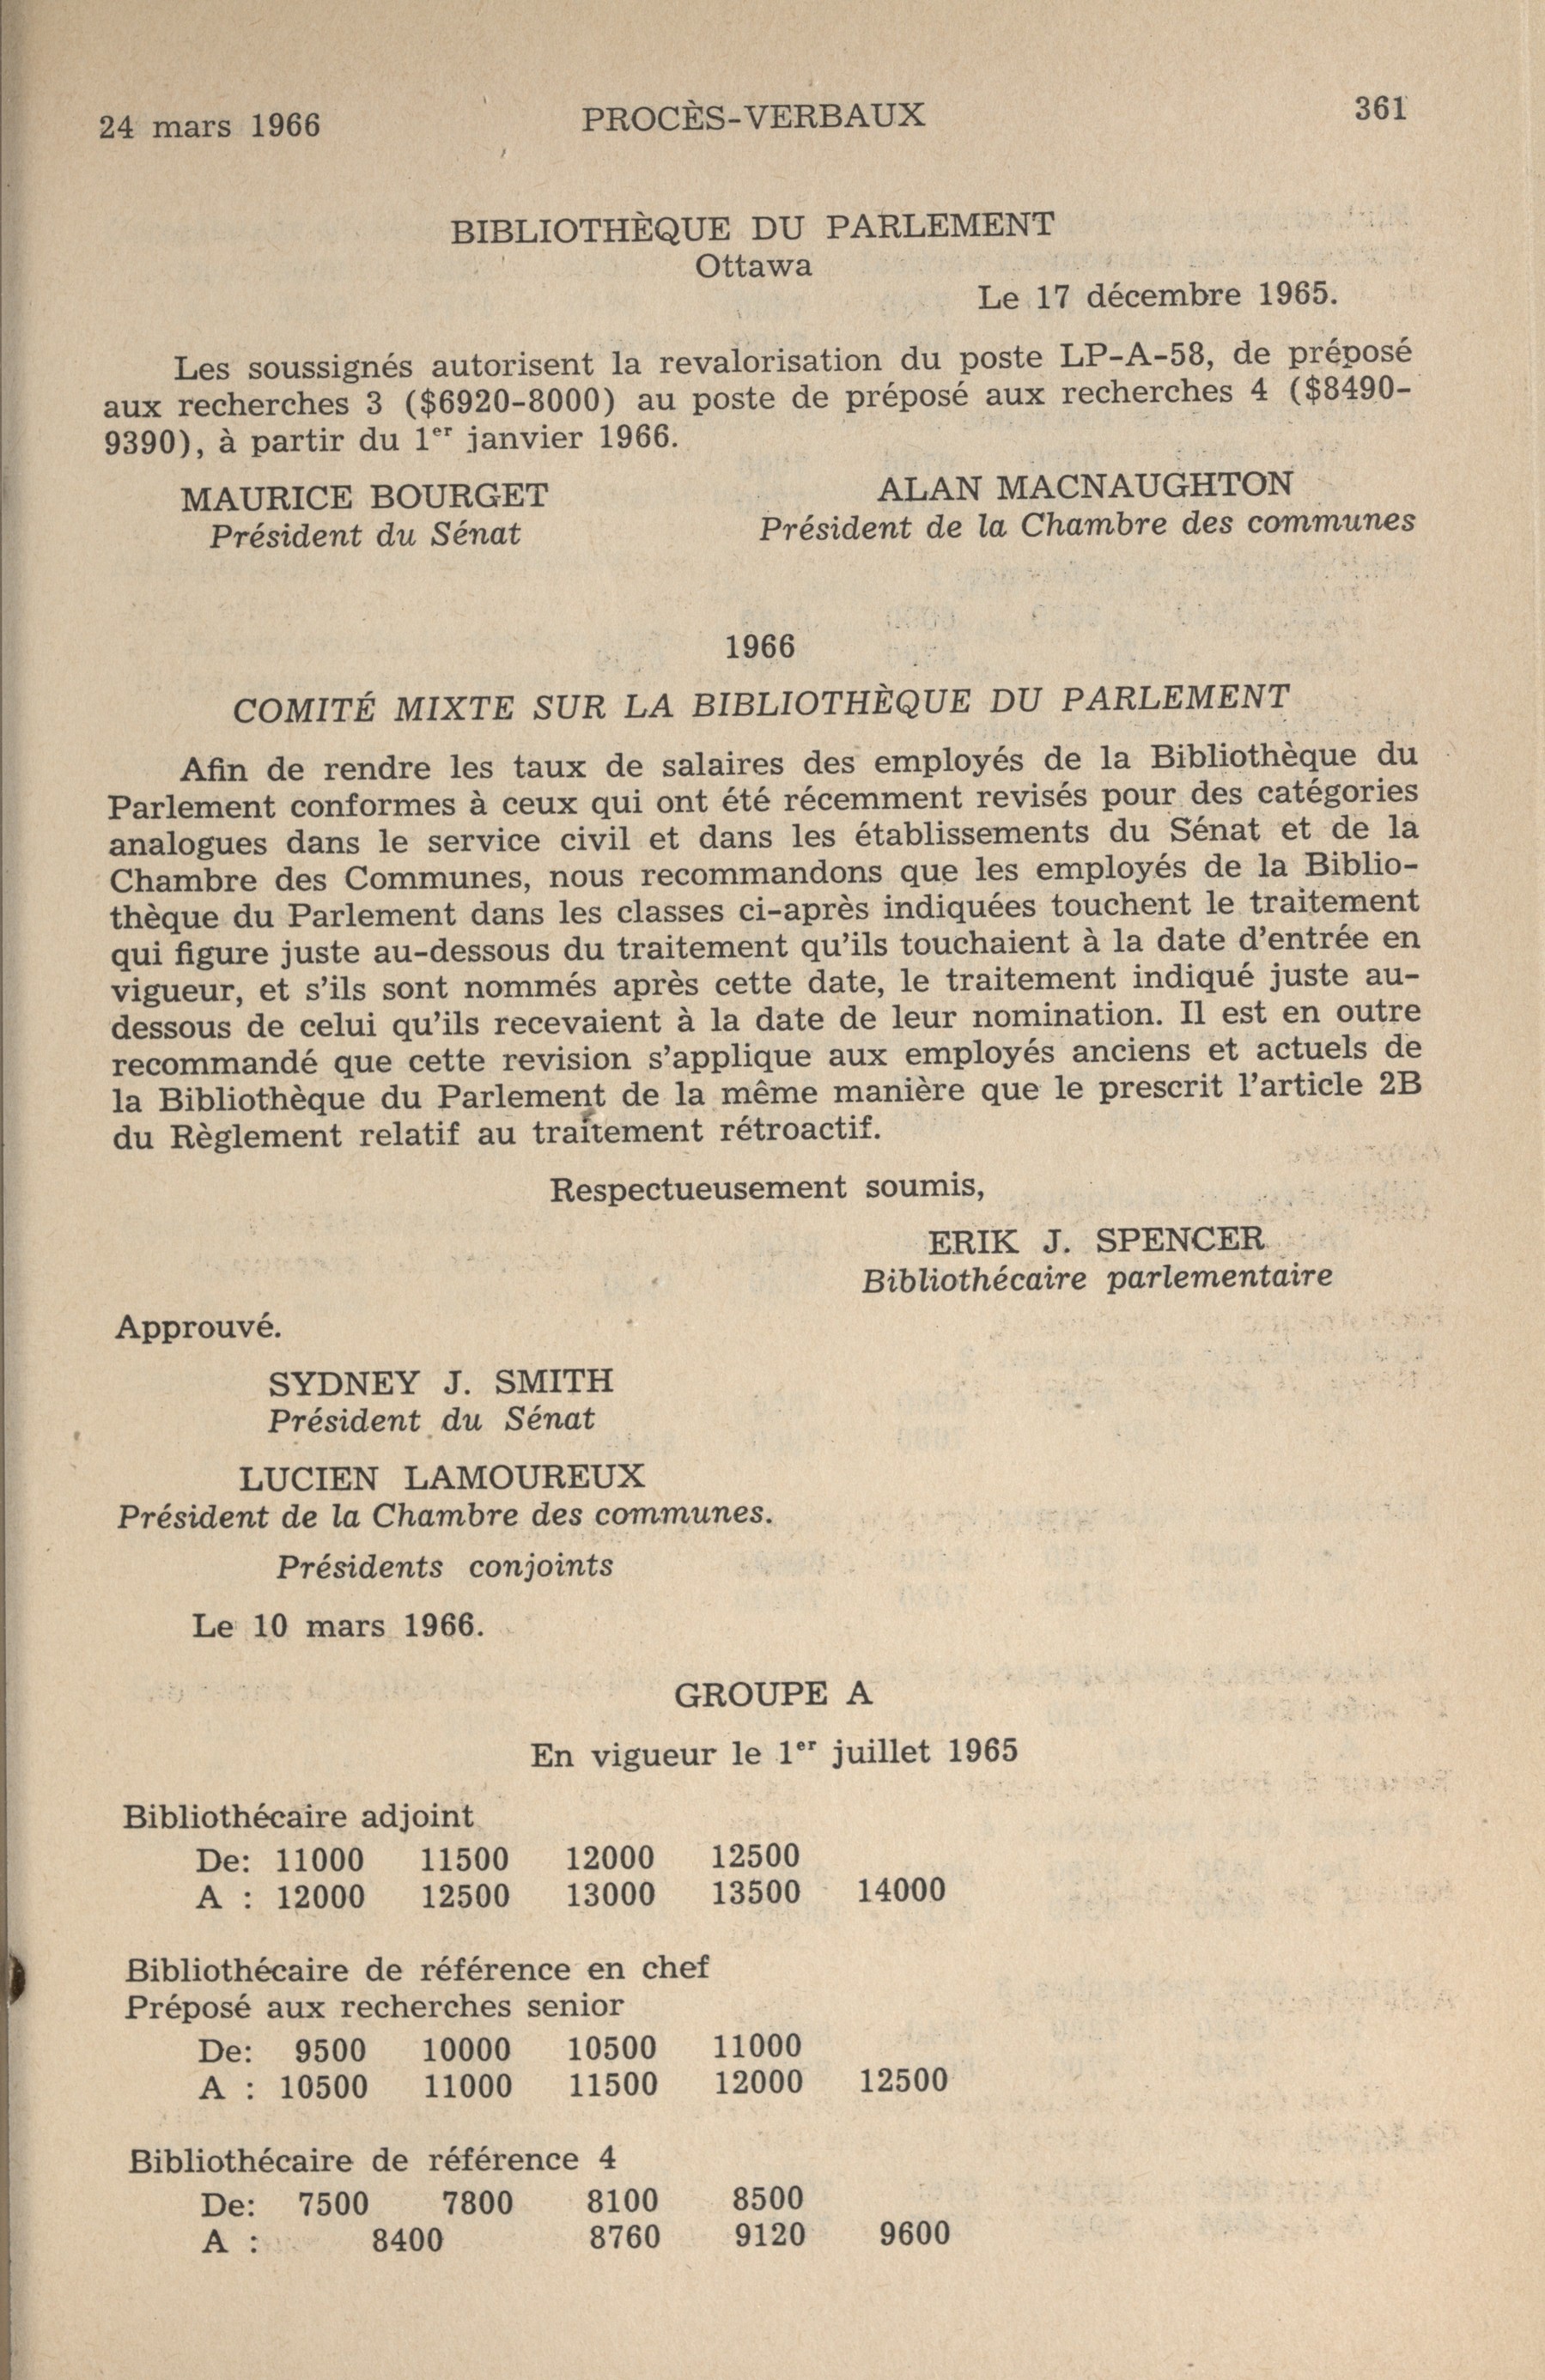 24 mars 1966 PROCÈS-VERBAUX 361
BIBLIOTHÈQUE DU PARLEMENT
Ottawa
Le 17 décembre 1965.
Les soussignés autorisent la revalorisation du poste LP-A-58, de préposé
aux recherches 3 ($6920-8000) au poste de préposé aux recherches 4 ($8490-
9390), à partir du 1er janvier 1966.
MAURICE BOURGET ALAN MACNAUGHTON
Président du Sénat Président de la Chambre des communes
1966
COMITÉ MIXTE SUR LA BIBLIOTHÈQUE DU PARLEMENT
Afin de rendre les taux de salaires des employés de la Bibliothèque du
Parlement conformes à ceux qui ont été récemment revisés pour des catégories
analogues dans le service civil et dans les établissements du Sénat et de la
Chambre des Communes, nous recommandons que les employés de la Biblio-
thèque du Parlement dans les classes ci-après indiquées touchent le traitement
qui figure juste au-dessous du traitement qu'ils touchaient à la date d'entrée en
vigueur, et s'ils sont nommés après cette date, le traitement indiqué juste au-
dessous de celui qu'ils recevaient à la date de leur nomination. Il est en outre
recommandé que cette revision s'applique aux employés anciens et actuels de
la Bibliothèque du Parlement de la même manière que le prescrit l'article 2B
du Règlement relatif au traitement rétroactif.
Respectueusement soumis,
ERIK J. SPENCER
Bibliothécaire parlementaire
Approuvé.
SYDNEY J. SMITH
Président du Sénat
LUCIEN LAMOUREUX
Président de la Chambre des communes.
Présidents conjoints
Le 10 mars 1966.
GROUPE A
En vigueur le 1er juillet 1965
Bibliothécaire adjoint
De: 11000 11500 12000 12500
A : 12000 12500 13000 13500 14000
Bibliothécaire de référence en chef
Préposé aux recherches senior
De: 9500 10000 10500 11000
A : 10500 11000 11500 12000 12500
Bibliothécaire de référence 4
De: 7500 7800 8100 8500
A : 8400 8760 9120 9600